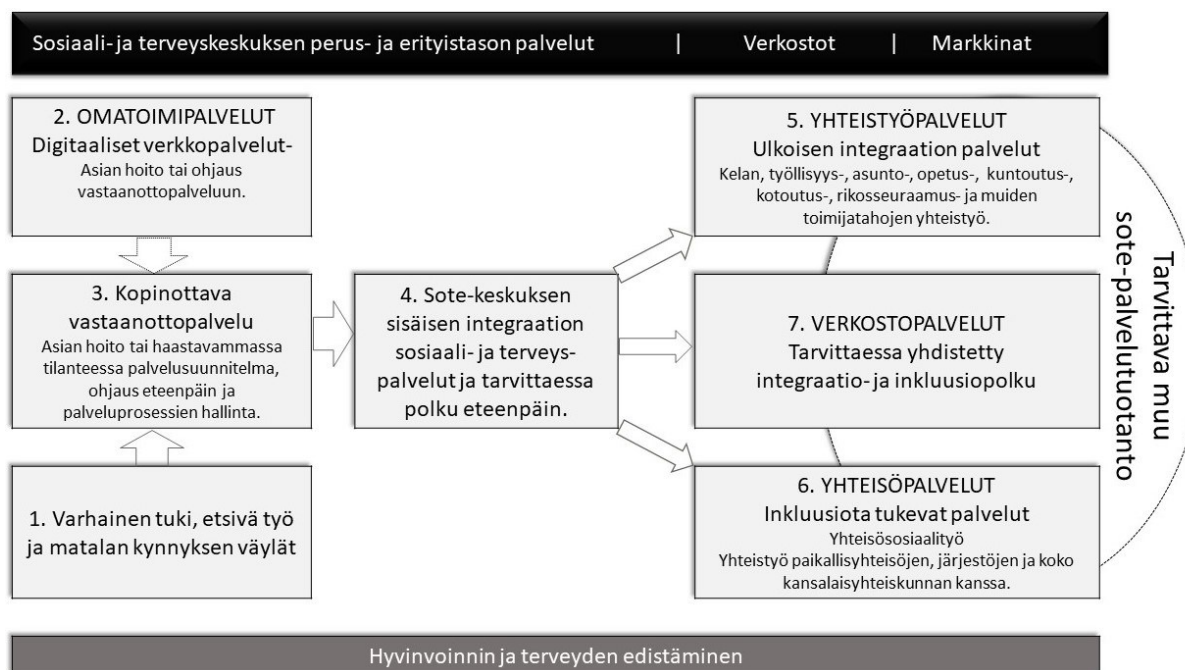 Sosiaali- ja terveyskeskuksen perus- ja erityistason palvelut | Verkostot | Markkinat
2. OMATOIMIPALVELUT
Digitaaliset verkkopalvelut-
Asian hoito tai ohjaus
vastaanottopalveluun.
3. Kopinottava
vastaanottopalvelu
Asian hoito tai haastavammassa
tilanteessa palvelusuunnitelma,
ohjaus eteenpäin ja
palveluprosessien hallinta.
1. Varhainen tuki, etsivä työ
ja matalan kynnyksen väylät
4. Sote-keskuksen
sisäisen integraation
sosiaali- ja terveys-
palvelut ja tarvittaessa
polku eteenpäin.
5. YHTEISTYÖPALVELUT
Ulkoisen integraation palvelut
Kelan, työllisyys-, asunto-, opetus-, kuntoutus-,
kotoutus-, rikosseuraamus- ja muiden
toimijatahojen yhteistyö.
7. VERKOSTOPALVELUT
Tarvittaessa yhdistetty
integraatio- ja inkluusiopolku
6. YHTEISÖPALVELUT
Inkluusiota tukevat palvelut
Yhteisösosiaalityö
Yhteistyö paikallisyhteisöjen, järjestöjen ja koko
kansalaisyhteiskunnan kanssa.
Tarvittava muu
sote-palvelutuotanto
Hyvinvoinnin ja terveyden edistäminen